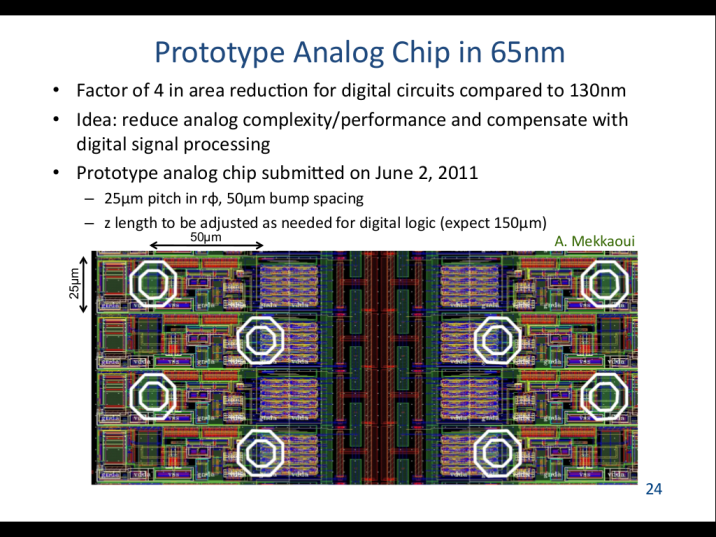 Prototype Analog Chip in 65nm
• Factor of 4 in area reduction for digital circuits compared to 130nm
• Idea: reduce analog complexity/performance and compensate with
digital signal processing
• Prototype analog chip submitted on June 2, 2011
– 25μm pitch in rφ, 50μm bump spacing
– z length to be adjusted as needed for digital logic (expect 150μm)
50μm
A. Mekkaoui
25μm
24